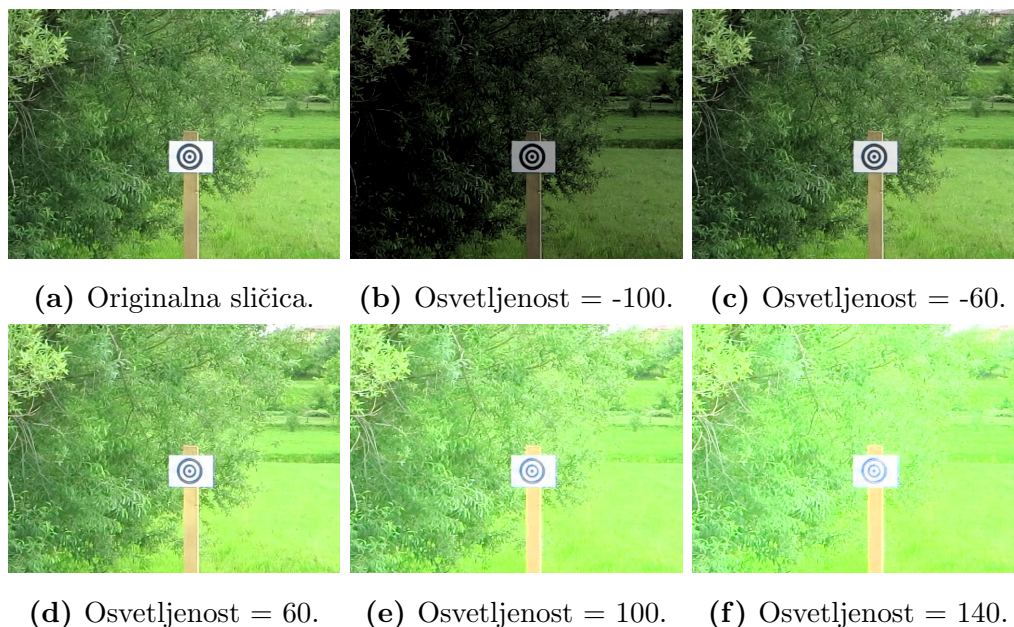 (a) Originalna sličica. (b) Osvetljenost = -100. (c) Osvetljenost = -60.
(d) Osvetljenost = 60. (e) Osvetljenost = 100. (f) Osvetljenost = 140.